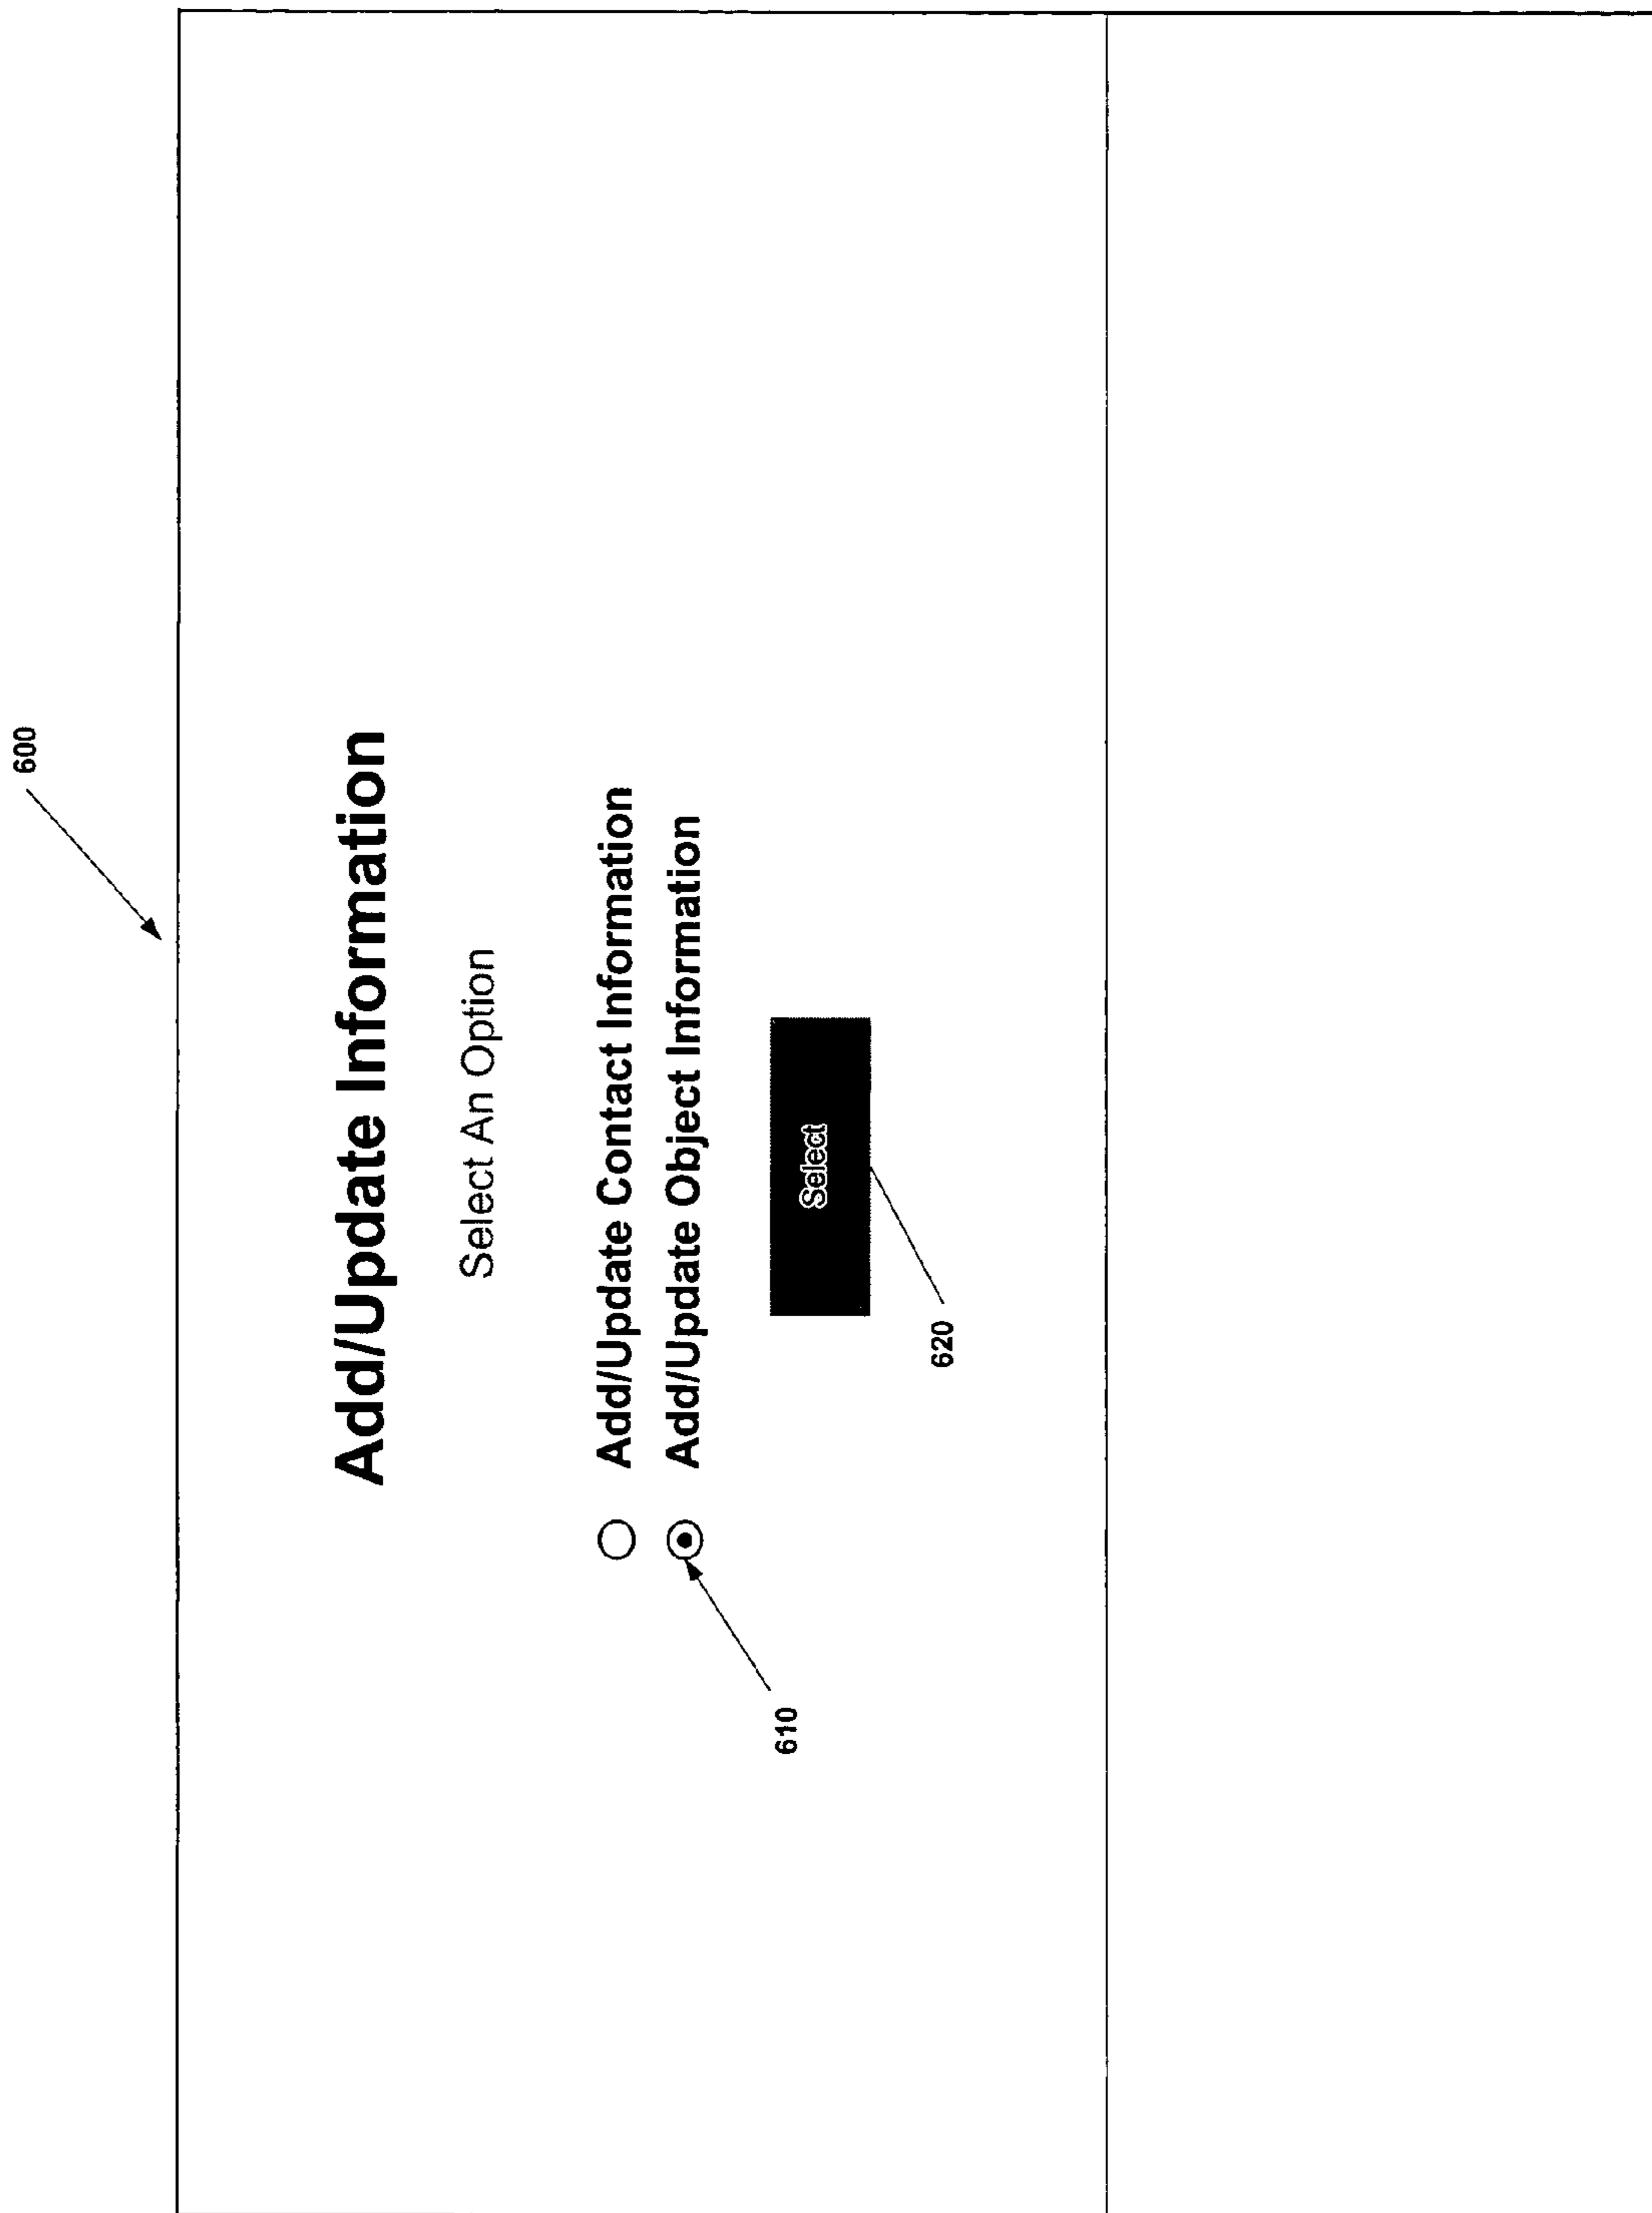 600
Add/Update Information
Select An Option
Add/Update Contact Information
Add/Update Object Information
610
Select
620